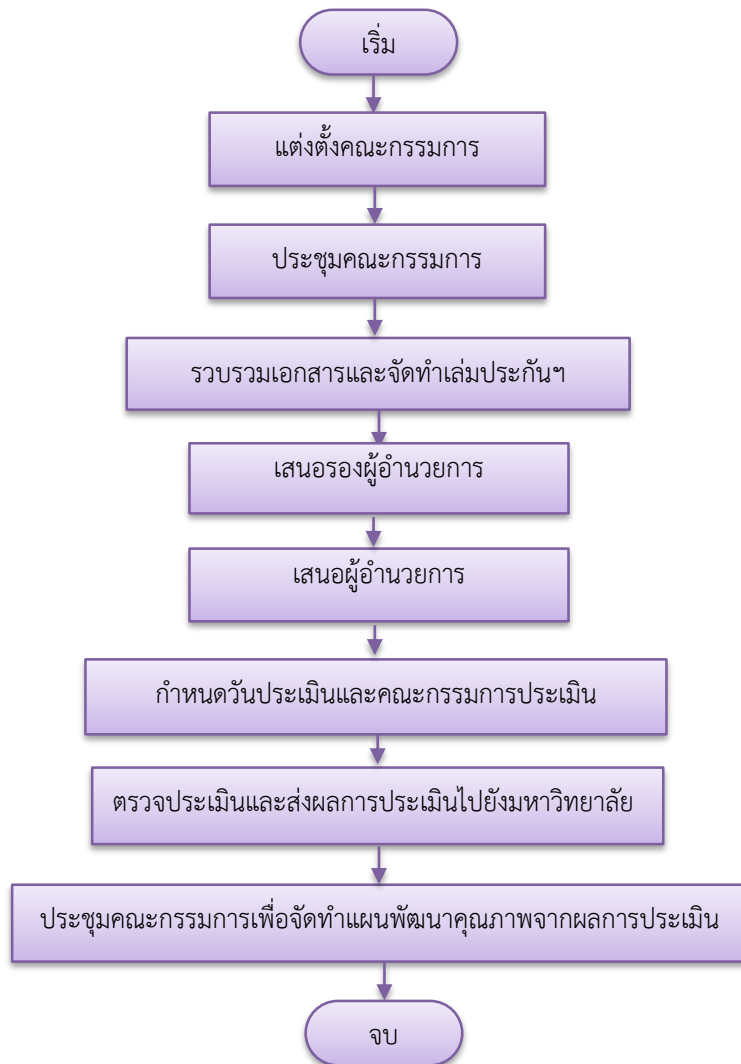 เริ่ม
แต่งตั้งคณะกรรมการ
ประชุมคณะกรรมการ
รวบรวมเอกสารและจัดทำเล่มประกันฯ
เสนอรองผู้อำนวยการ
เสนอผู้อำนวยการ
กำหนดวันประเมินและคณะกรรมการประเมิน
ตรวจประเมินและส่งผลการประเมินไปยังมหาวิทยาลัย
ประชุมคณะกรรมการเพื่อจัดทำแผนพัฒนาคุณภาพจากผลการประเมิน
จบ